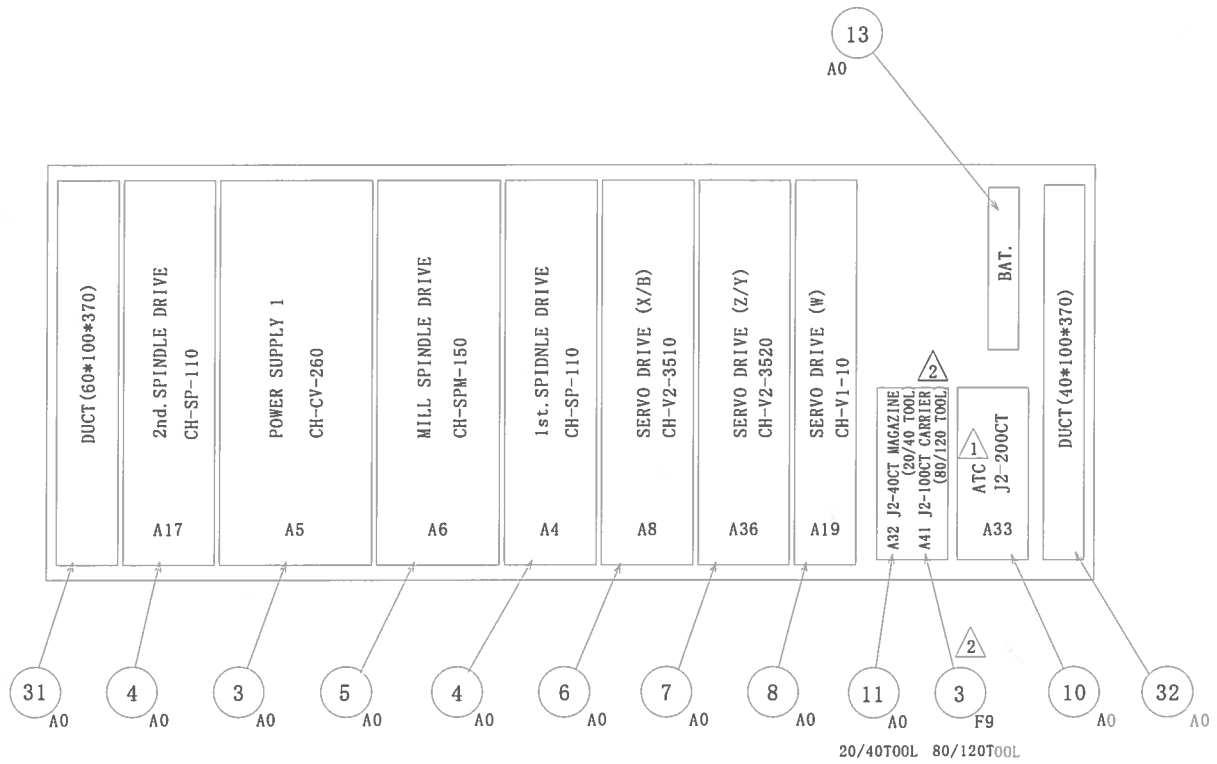 13
A0
DUCT(60*100*370)
2nd. SPINDLE DRIVE
CH-SP-110
A17
POWER SUPPLY 1
CH-CV-260
A5
MILL SPINDLE DRIVE
CH-SPM-150
A6
1st. SPIDNLE DRIVE
CH-SP-110
A4
SERVO DRIVE (X/B)
CH-V2-3510
A8
SERVO DRIVE (Z/Y)
CH-V2-3520
A36
SERVO DRIVE (W)
CH-V1-10
A19
A32 J2-40CT MAGAZINE
(20/40 TOOL)
A41 J2-100CT CARRIER
(80/120 TOOL)
2
1
ATC
J2-200CT
A33
BAT.
DUCT(40*100*370)
2
31
A0
4
A0
3
A0
5
A0
4
A0
6
A0
7
A0
8
A0
11
A0
3
F9
10
A0
32
A0
20/40TOOL 80/120TOOL